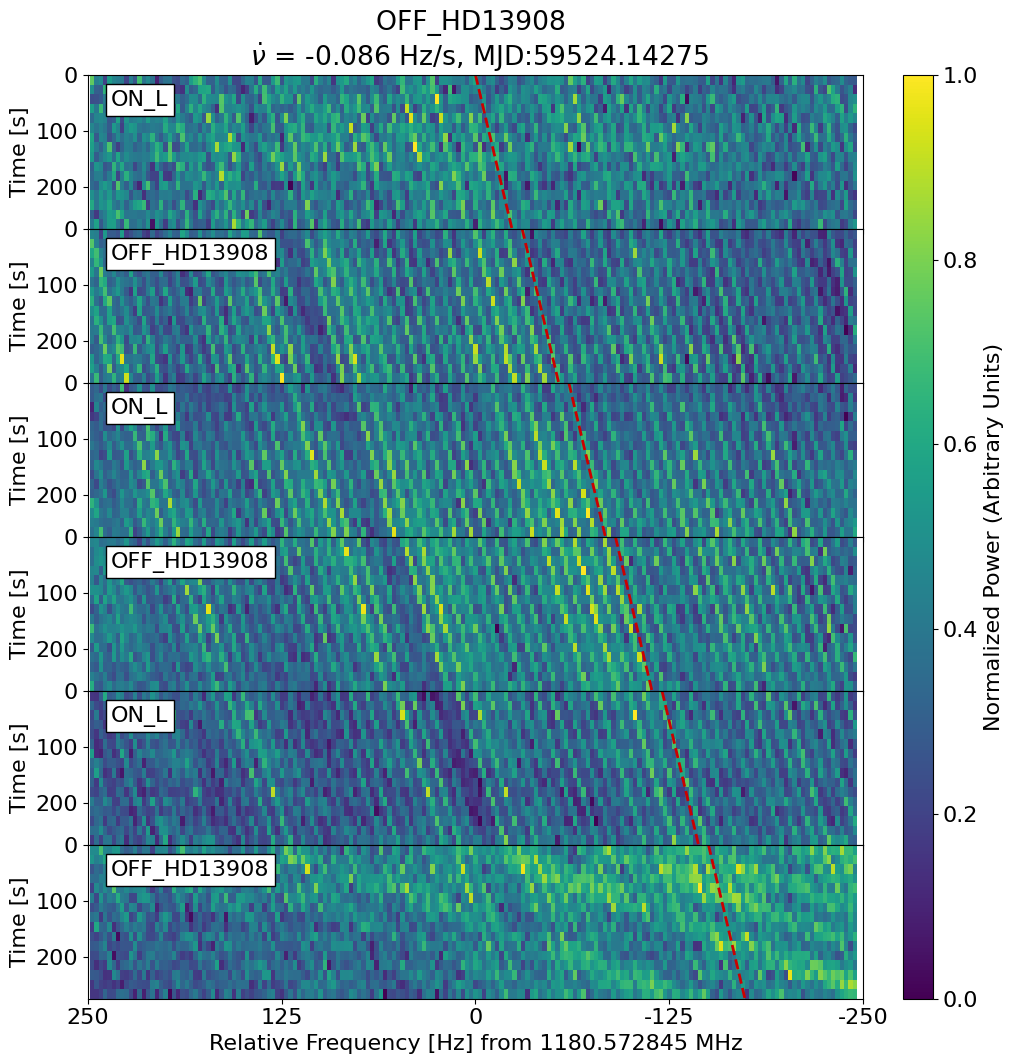 OFF_HD13908
ν̇ = -0.086 Hz/s, MJD:59524.14275
0
100
200
Time [s]
ON_L
0
100
200
Time [s]
OFF_HD13908
0
100
200
Time [s]
ON_L
0
100
200
Time [s]
OFF_HD13908
0
100
200
Time [s]
ON_L
0
100
200
Time [s]
OFF_HD13908
250
125
0
-125
-250
Relative Frequency [Hz] from 1180.572845 MHz
1.0
0.8
0.6
0.4
0.2
0.0
Normalized Power (Arbitrary Units)